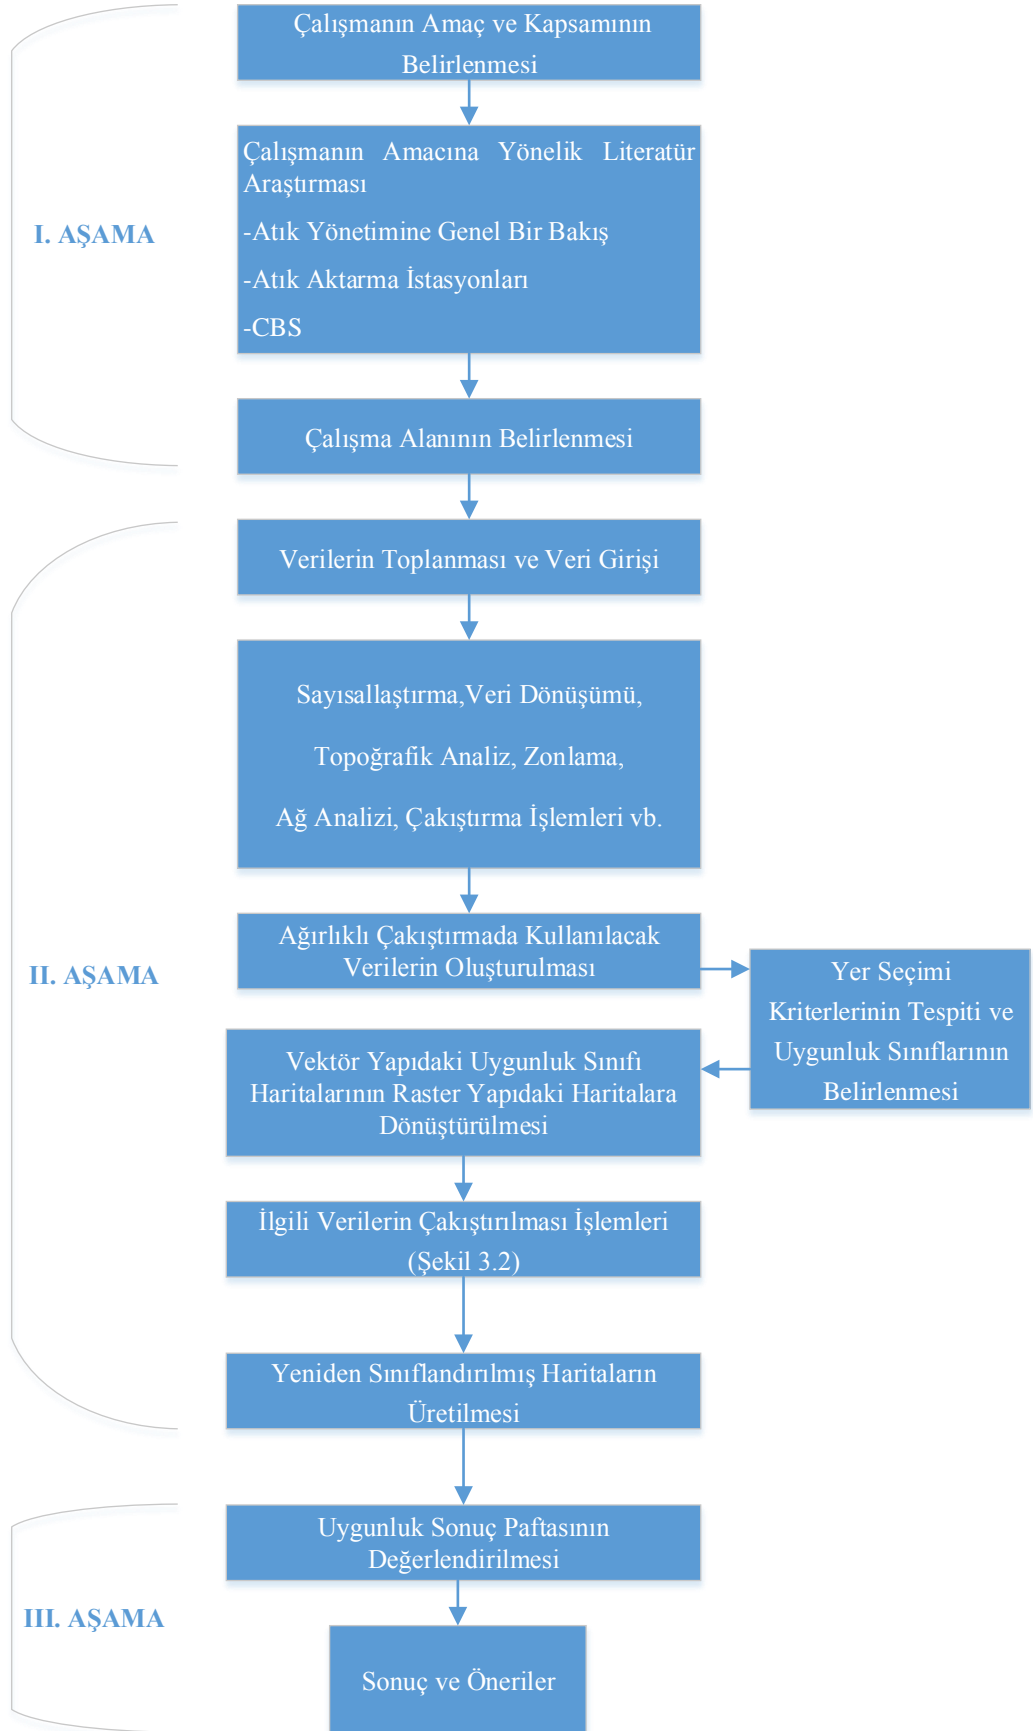 Çalışmanın Amaç ve Kapsamının
Belirlenmesi
Çalışmanın Amacına Yönelik Literatür
Araştırması
-Atık Yönetimine Genel Bir Bakış
-Atık Aktarma İstasyonları
-CBS
I. AŞAMA
Çalışma Alanının Belirlenmesi
Verilerin Toplanması ve Veri Girişi
Sayısallaştırma,Veri Dönüşümü,
Topoğrafik Analiz, Zonlama,
Ağ Analizi, Çakıştırma İşlemleri vb.
Ağırlıklı Çakıştırmada Kullanılacak
Verilerin Oluşturulması
II. AŞAMA
Yer Seçimi
Kriterlerinin Tespiti ve
Uygunluk Sınıflarının
Belirlenmesi
Vektör Yapıdaki Uygunluk Sınıfı
Haritalarının Raster Yapıdaki Haritalara
Dönüştürülmesi
İlgili Verilerin Çakıştırılması İşlemleri
(Şekil 3.2)
Yeniden Sınıflandırılmış Haritaların
Üretilmesi
Uygunluk Sonuç Paftasının
Değerlendirilmesi
III. AŞAMA
Sonuç ve Öneriler